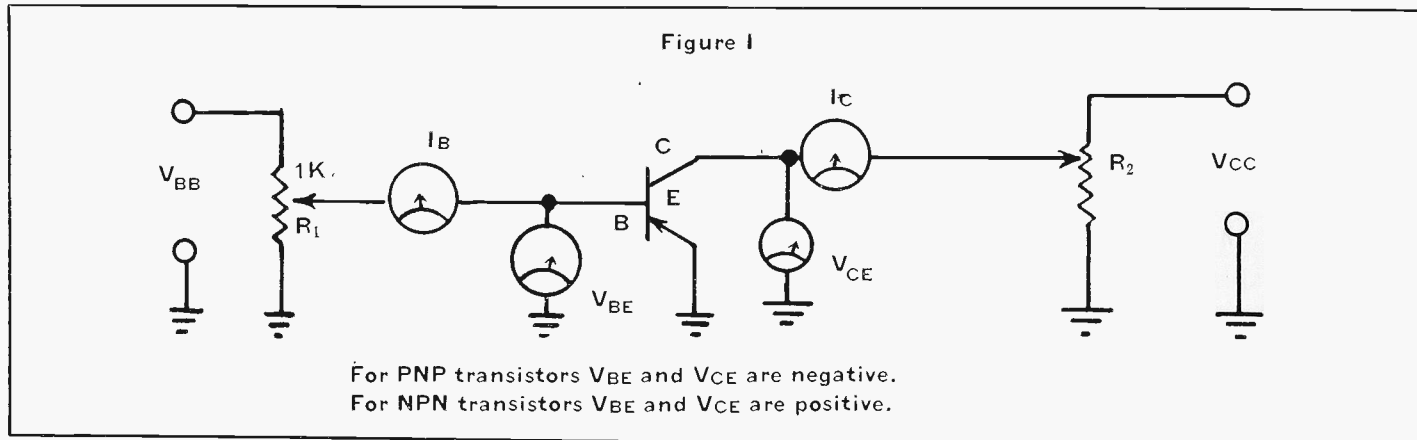 Figure I
IC
IB
C
VBB
1K
R1
E
B
R2
VCC
VCE
VBE
For PNP transistors VBE and VCE are negative.
For NPN transistors VBE and VCE are positive.